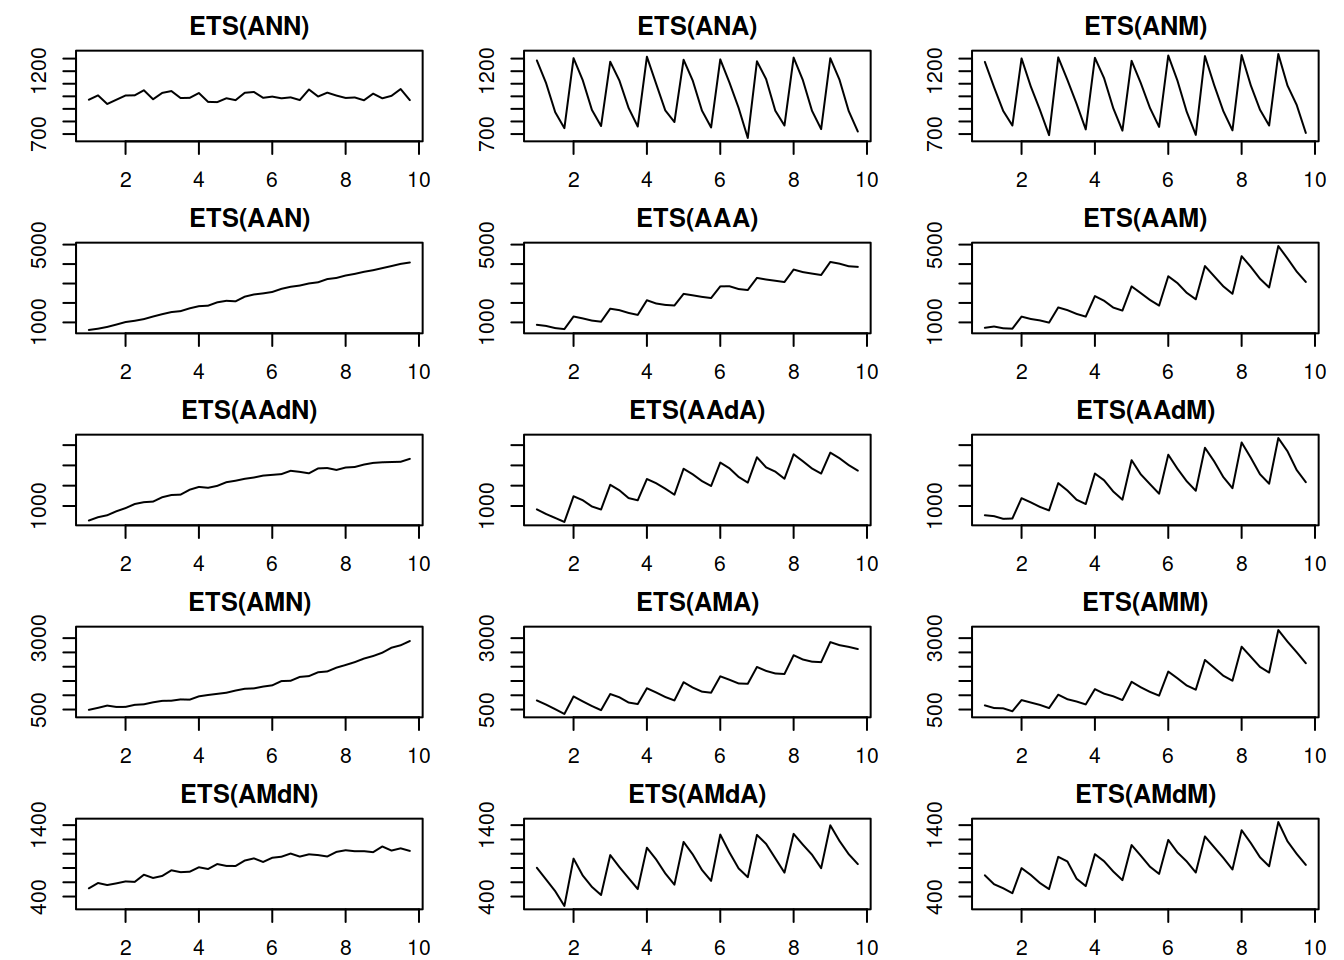 ETS(ANN) ETS(ANA) ETS(ANM)
700 1200 700 1200 700 1200
2 4 6 8 10 2 4 6 8 10 2 4 6 8 10
ETS(AAN) ETS(AAA) ETS(AAM)
1000 5000 1000 5000 1000 5000
2 4 6 8 10 2 4 6 8 10 2 4 6 8 10
ETS(AAdN) ETS(AAdA) ETS(AAdM)
1000 1000 1000
2 4 6 8 10 2 4 6 8 10 2 4 6 8 10
ETS(AMN) ETS(AMA) ETS(AMM)
500 3000 500 3000 500 3000
2 4 6 8 10 2 4 6 8 10 2 4 6 8 10
ETS(AMdN) ETS(AMdA) ETS(AMdM)
400 1400 400 1400 400 1400
2 4 6 8 10 2 4 6 8 10 2 4 6 8 10